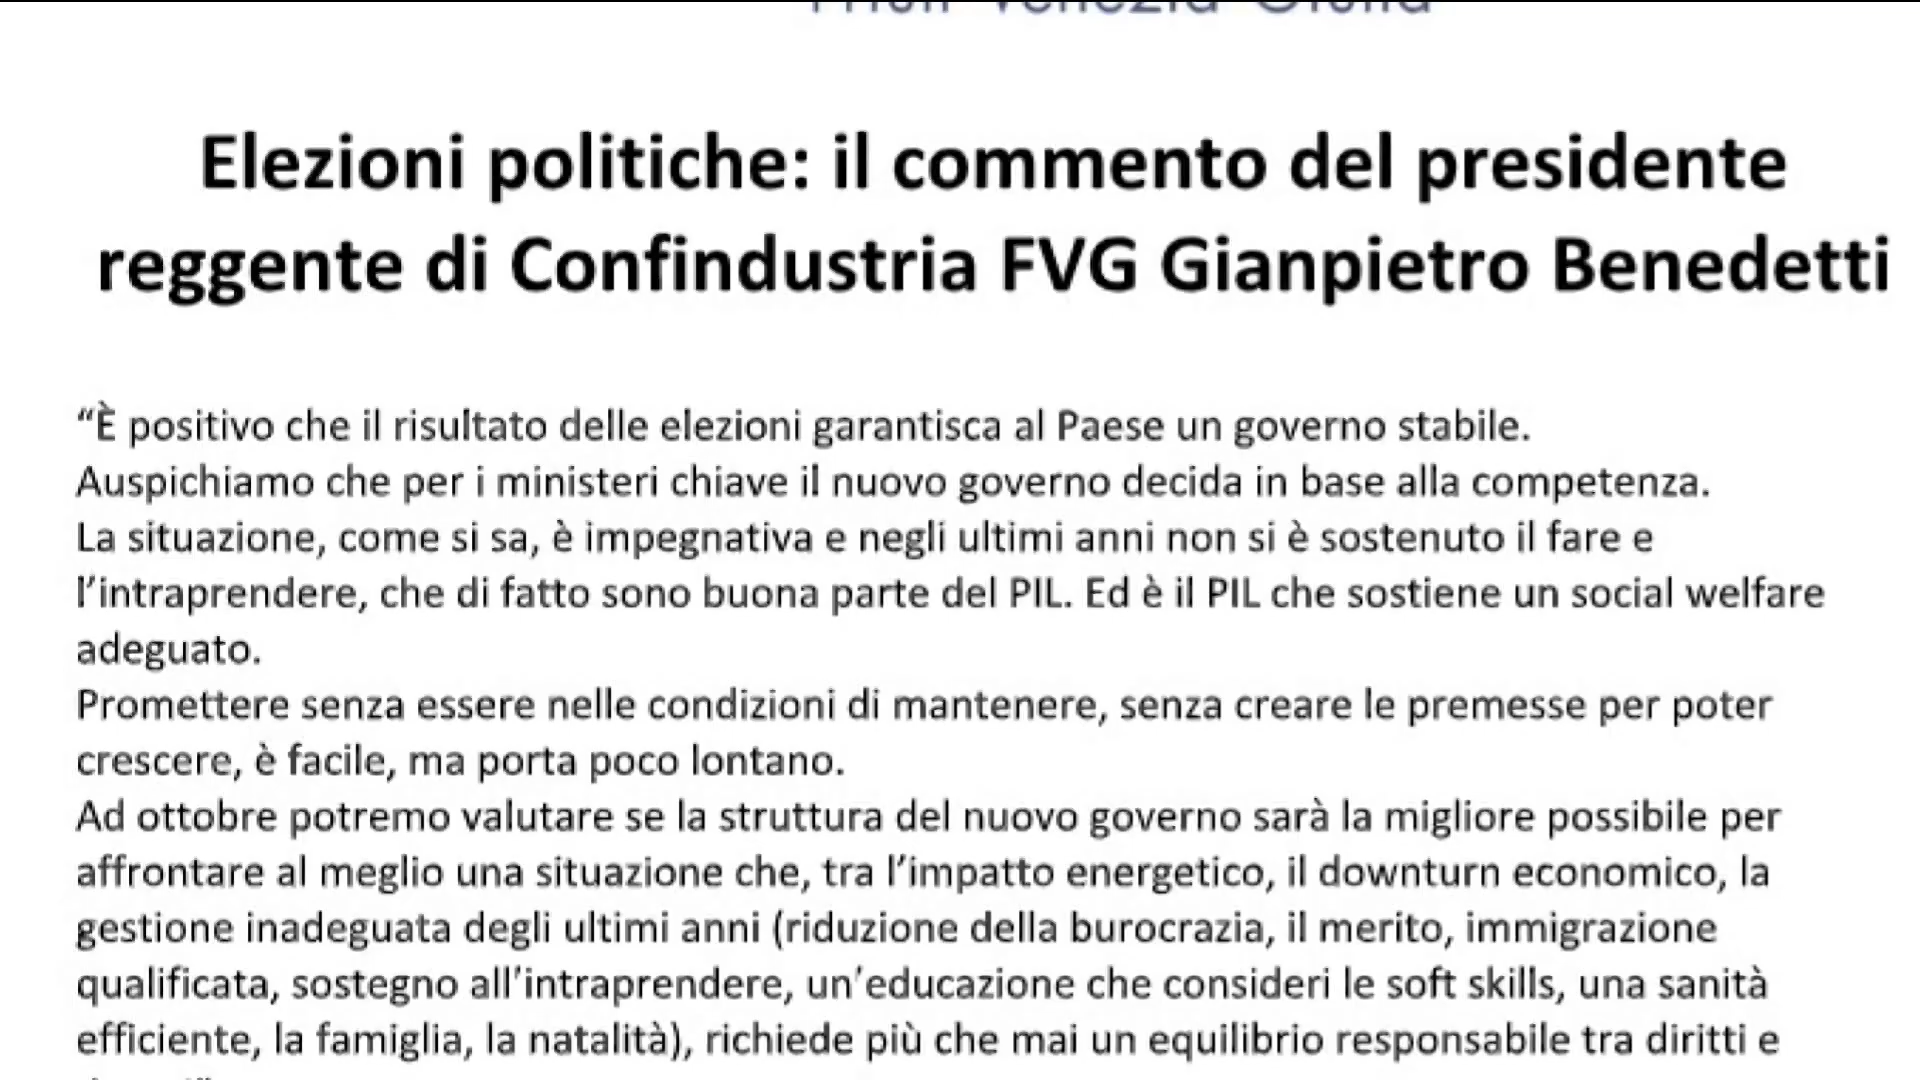 Friuli Venezia Giulia
Elezioni politiche: il commento del presidente
reggente di Confindustria FVG Gianpietro Benedetti
“È positivo che il risultato delle elezioni garantisca al Paese un governo stabile.
Auspichiamo che per i ministeri chiave il nuovo governo decida in base alla competenza.
La situazione, come si sa, è impegnativa e negli ultimi anni non si è sostenuto il fare e
l’intraprendere, che di fatto sono buona parte del PIL. Ed è il PIL che sostiene un social welfare
adeguato.
Promettere senza essere nelle condizioni di mantenere, senza creare le premesse per poter
crescere, è facile, ma porta poco lontano.
Ad ottobre potremo valutare se la struttura del nuovo governo sarà la migliore possibile per
affrontare al meglio una situazione che, tra l’impatto energetico, il downturn economico, la
gestione inadeguata degli ultimi anni (riduzione della burocrazia, il merito, immigrazione
qualificata, sostegno all’intraprendere, un’educazione che consideri le soft skills, una sanità
efficiente, la famiglia, la natalità), richiede più che mai un equilibrio responsabile tra diritti e